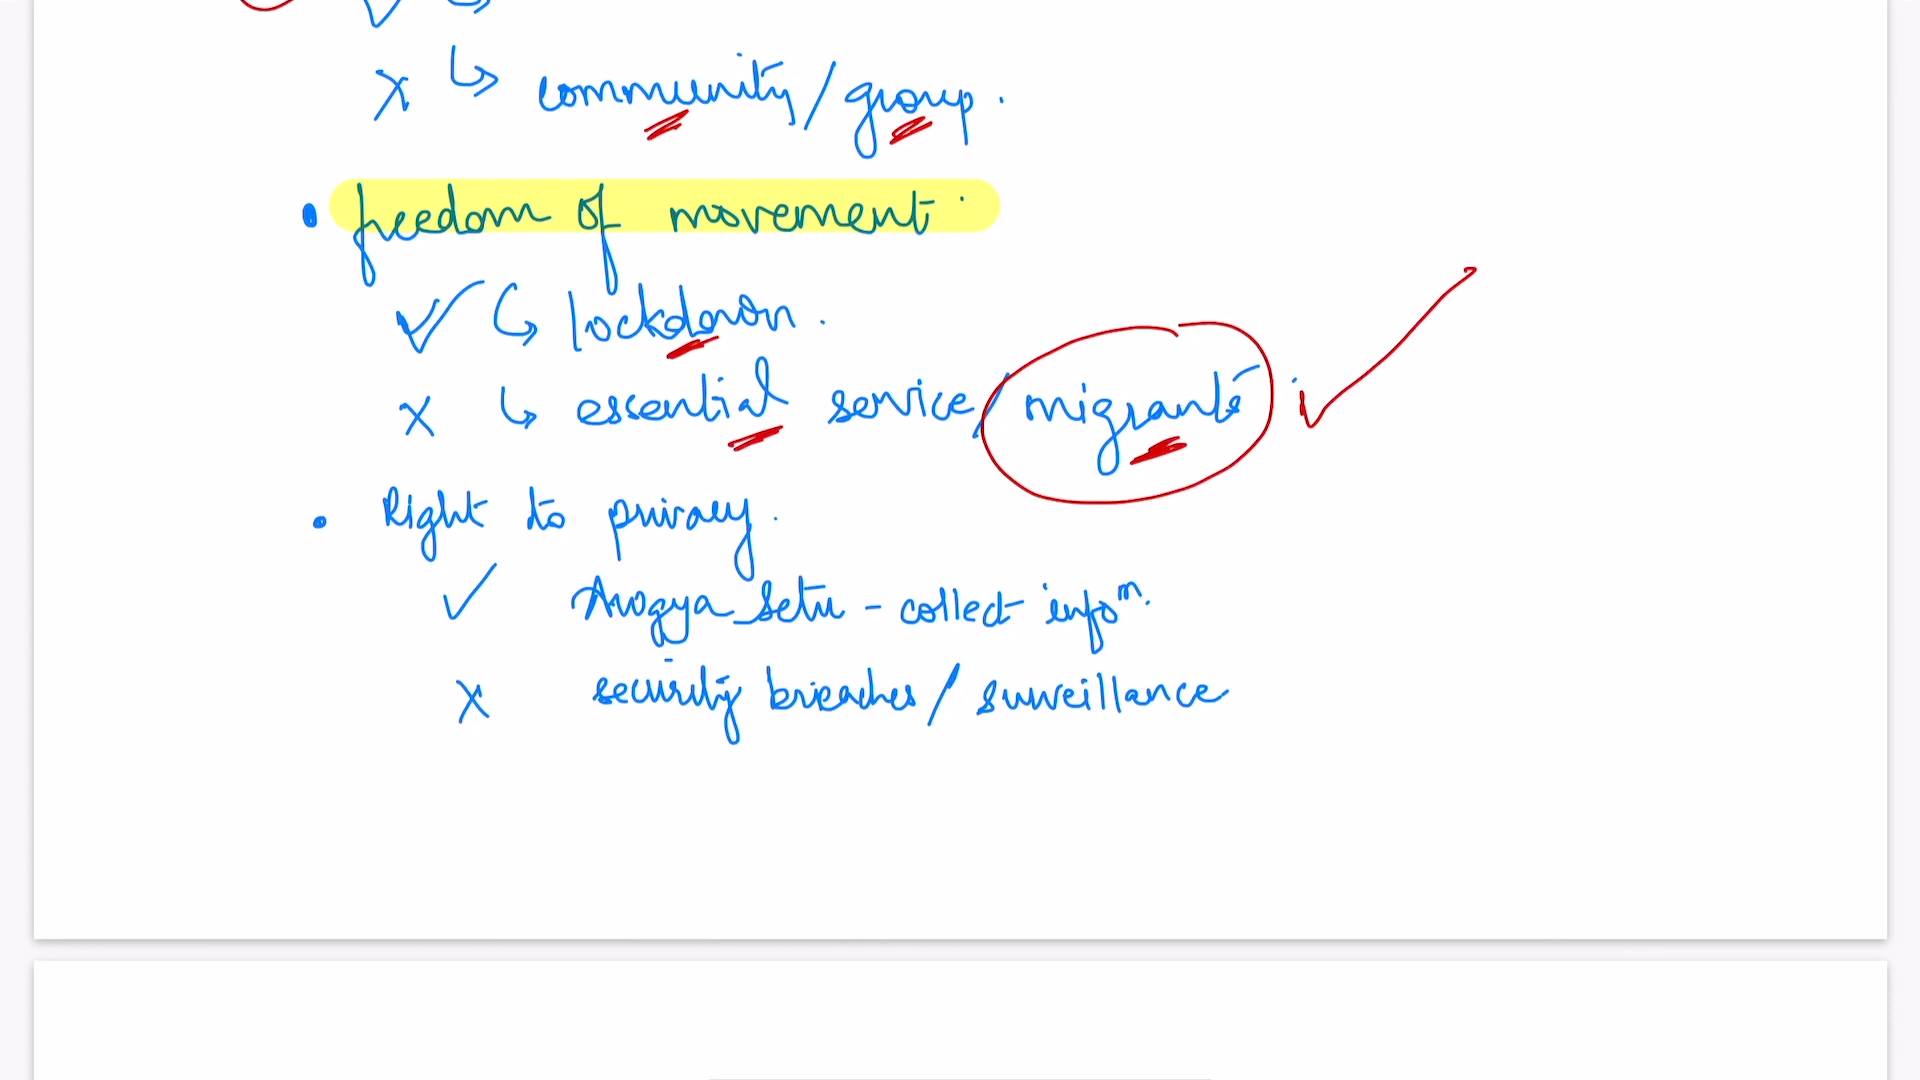 x ↳ community/group.
• freedom of movement.
✓ ↳ lockdown.
x ↳ essential service/migrants
• Right to privacy.
✓ Arogya Setu - collect infoⁿ.
x security breaches/surveillance